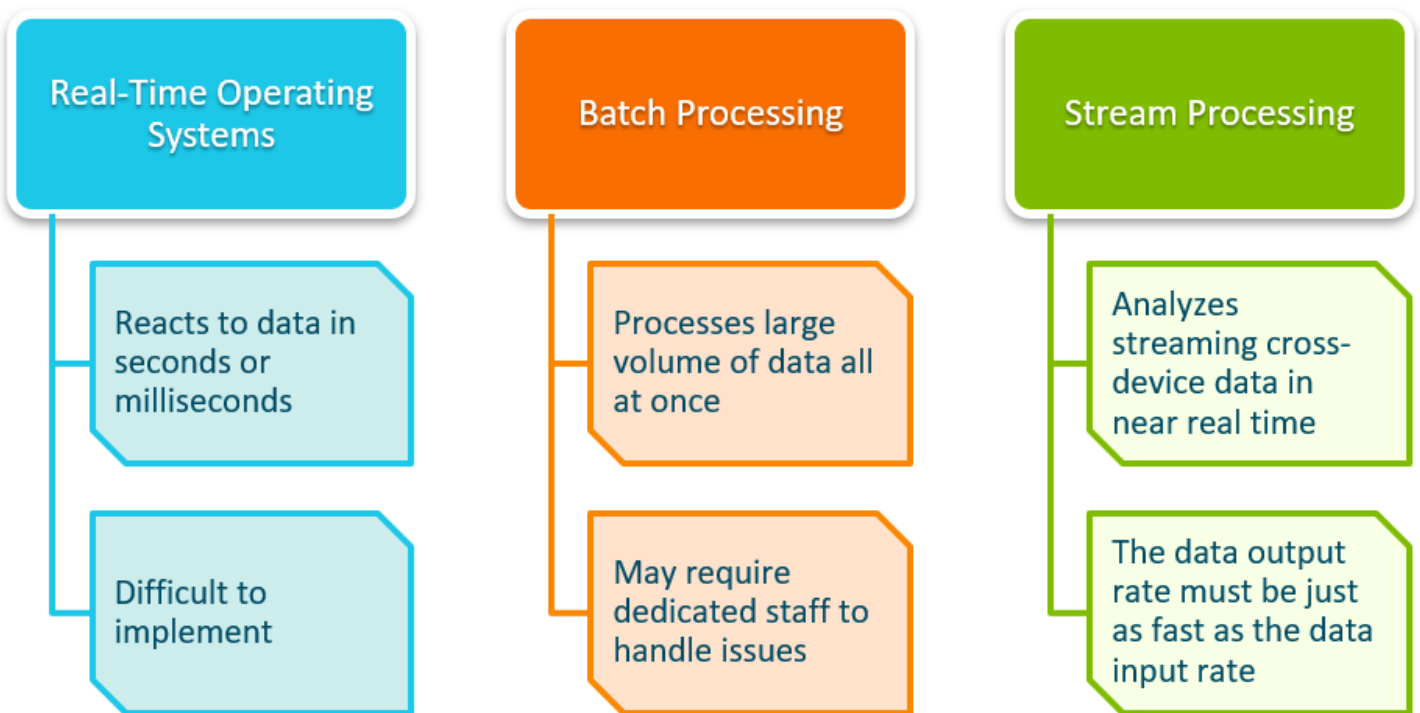 Real-Time Operating
Systems
Reacts to data in
seconds or
milliseconds
Difficult to
implement
Batch Processing
Processes large
volume of data all
at once
May require
dedicated staff to
handle issues
Stream Processing
Analyzes
streaming cross-
device data in
near real time
The data output
rate must be just
as fast as the data
input rate